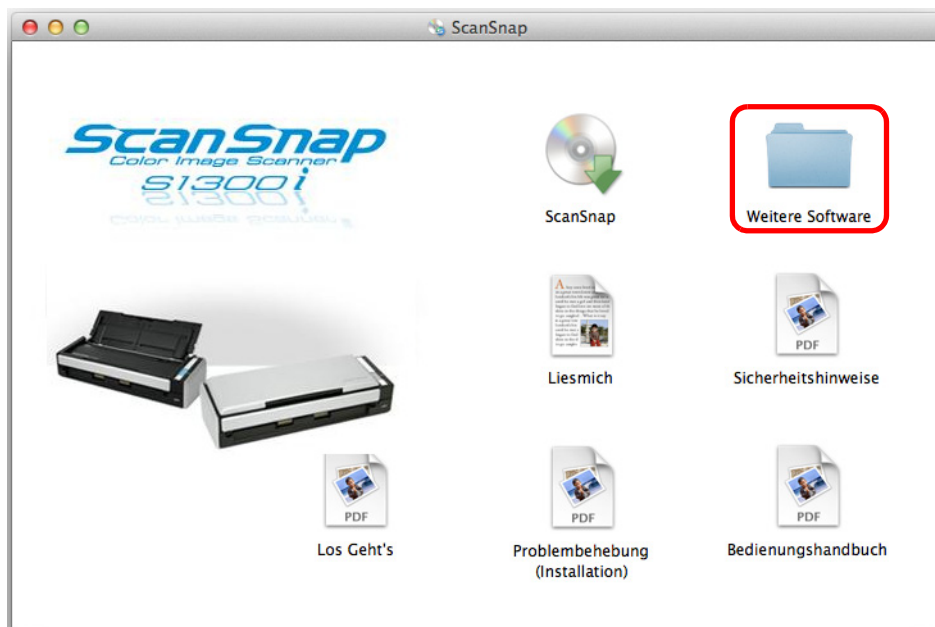 ScanSnap
ScanSnap
Color Image Scanner
S1300i
ScanSnap
Weitere Software
Liesmich
PDF
Sicherheitshinweise
PDF
Los Geht's
PDF
Problembehebung
(Installation)
PDF
Bedienungshandbuch